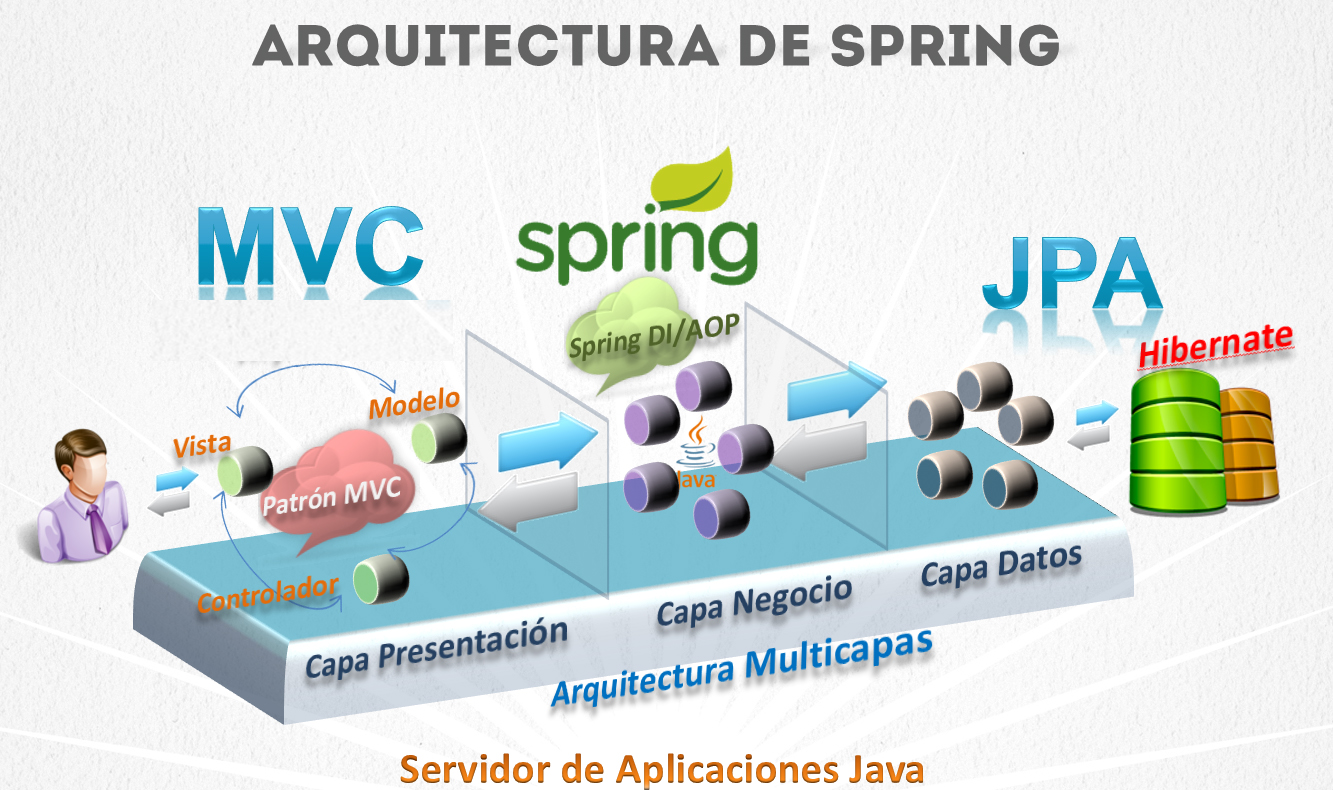 ARQUITECTURA DE SPRING
MVC
spring
JPA
Spring DI/AOP
Hibernate
Modelo
Vista
Patrón MVC
Java
Controlador
Capa Presentación
Capa Negocio
Capa Datos
Arquitectura Multicapas
Servidor de Aplicaciones Java